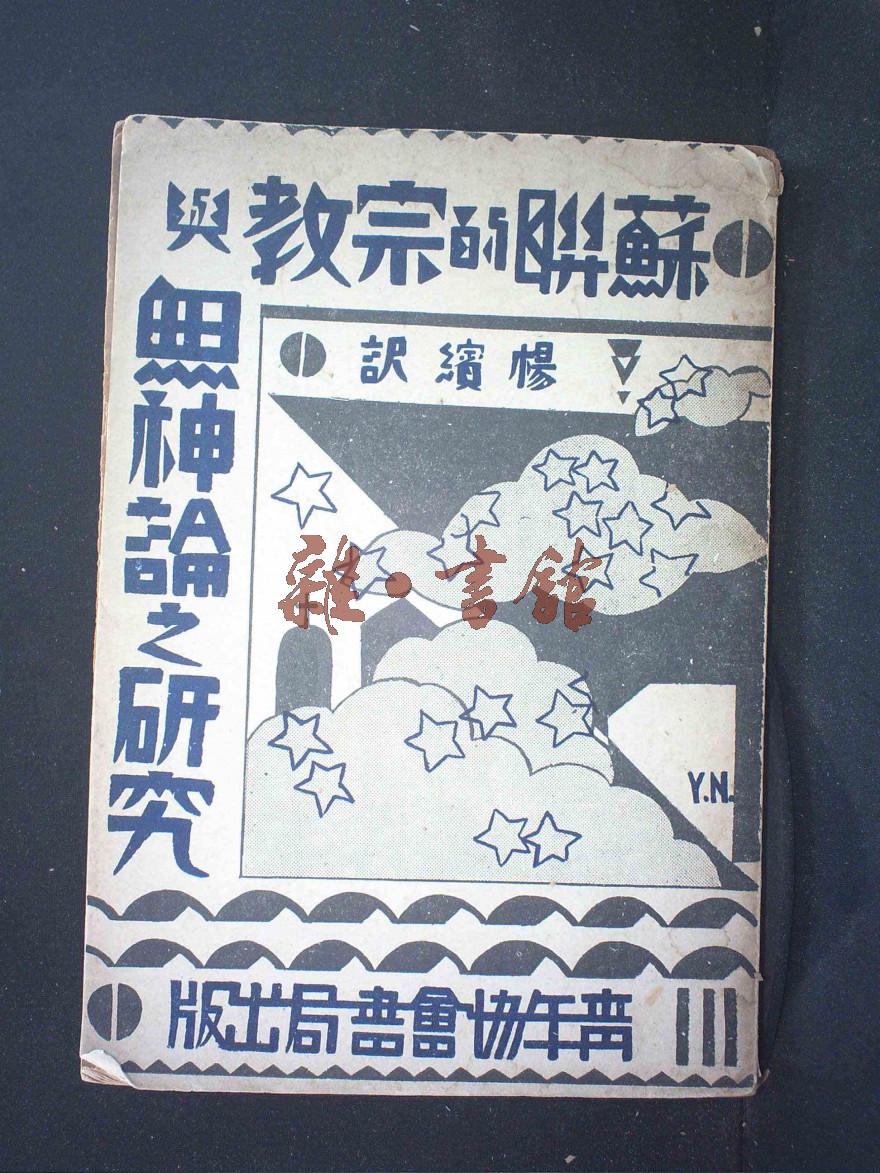 蘇聯的宗教與
無神論之研究
楊繽訳
雜·書館
Y.N.
青年協會書局出版